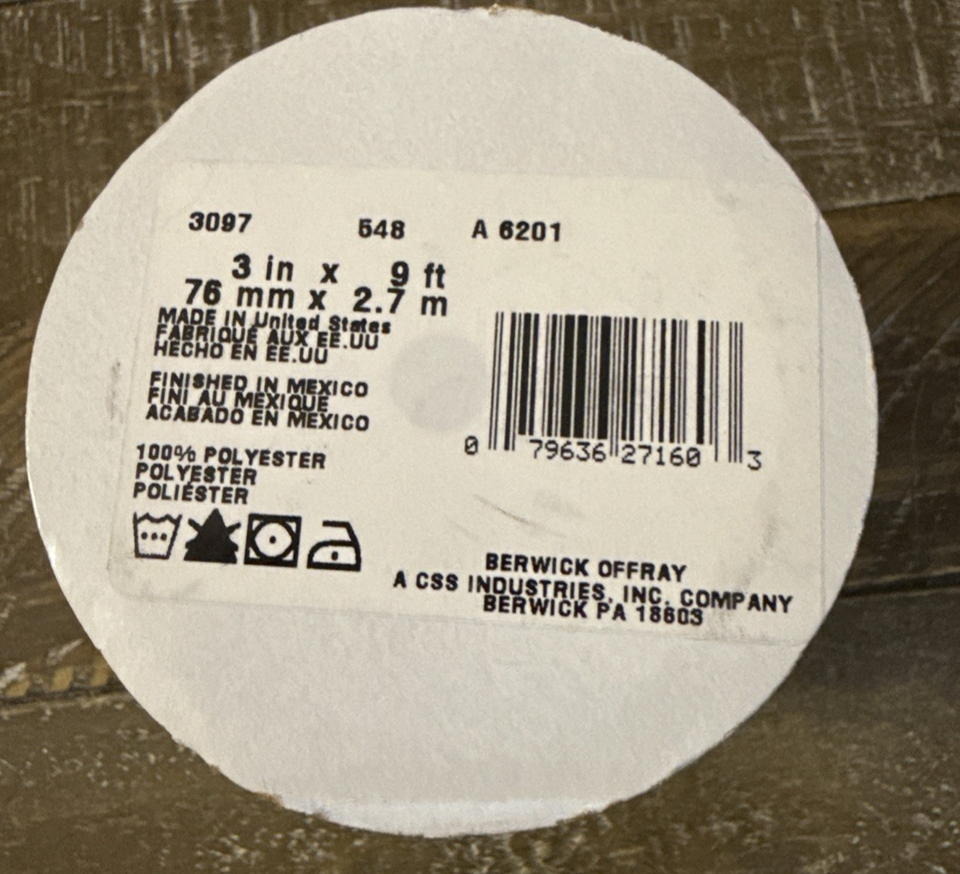 3097 548 A 6201
3 in x 9 ft
76 mm x 2.7 m
MADE IN United States
FABRIQUÉ AUX EE.UU
HECHO EN EE.UU
FINISHED IN MEXICO
FINI AU MEXIQUE
ACABADO EN MEXICO
100% POLYESTER
POLYESTER
POLIÉSTER
0 79636 27160 3
BERWICK OFFRAY
A CSS INDUSTRIES, INC. COMPANY
BERWICK PA 18603